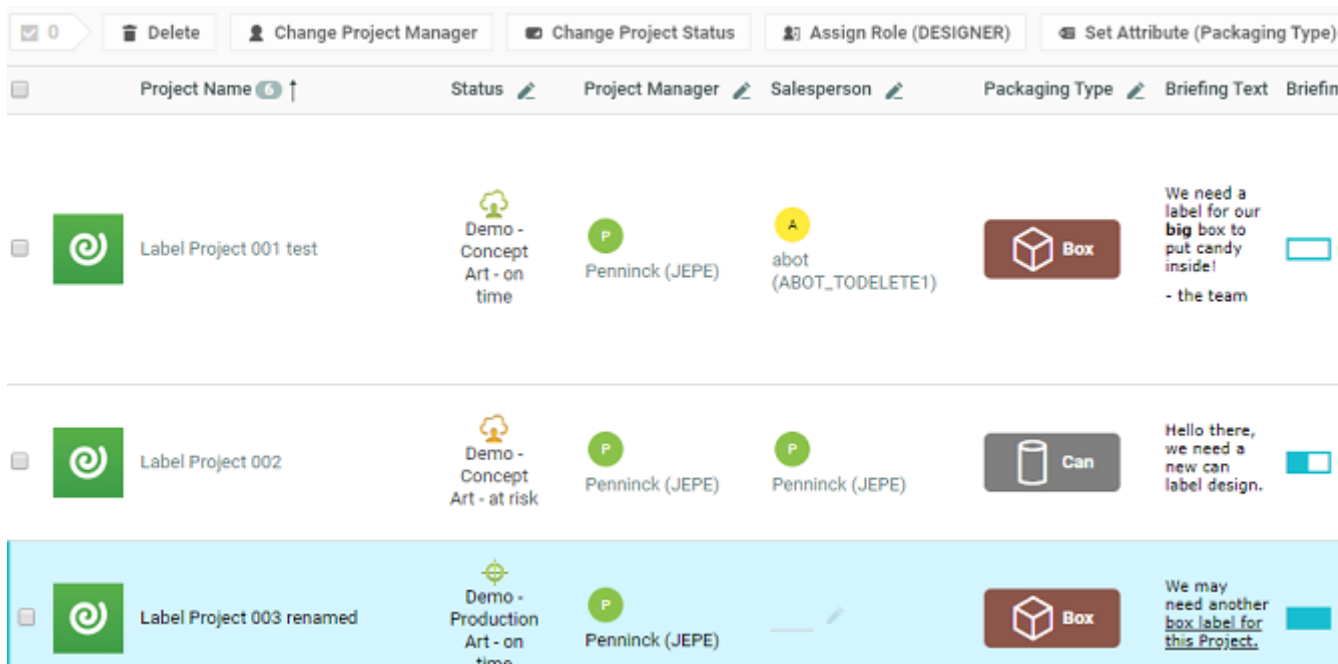 0 Delete Change Project Manager Change Project Status Assign Role (DESIGNER) Set Attribute (Packaging Type)
Project Name 6 ↑ Status Project Manager Salesperson Packaging Type Briefing Text Briefin
Label Project 001 test
Demo -
Concept
Art - on
time
P
Penninck (JEPE)
A
abot
(ABOT_TODELETE1)
Box
We need a
label for our
big box to
put candy
inside!
- the team
Label Project 002
Demo -
Concept
Art - at risk
P
Penninck (JEPE)
P
Penninck (JEPE)
Can
Hello there,
we need a
new can
label design.
Label Project 003 renamed
Demo -
Production
Art - on
time
P
Penninck (JEPE)
Box
We may
need another
box label for
this Project.